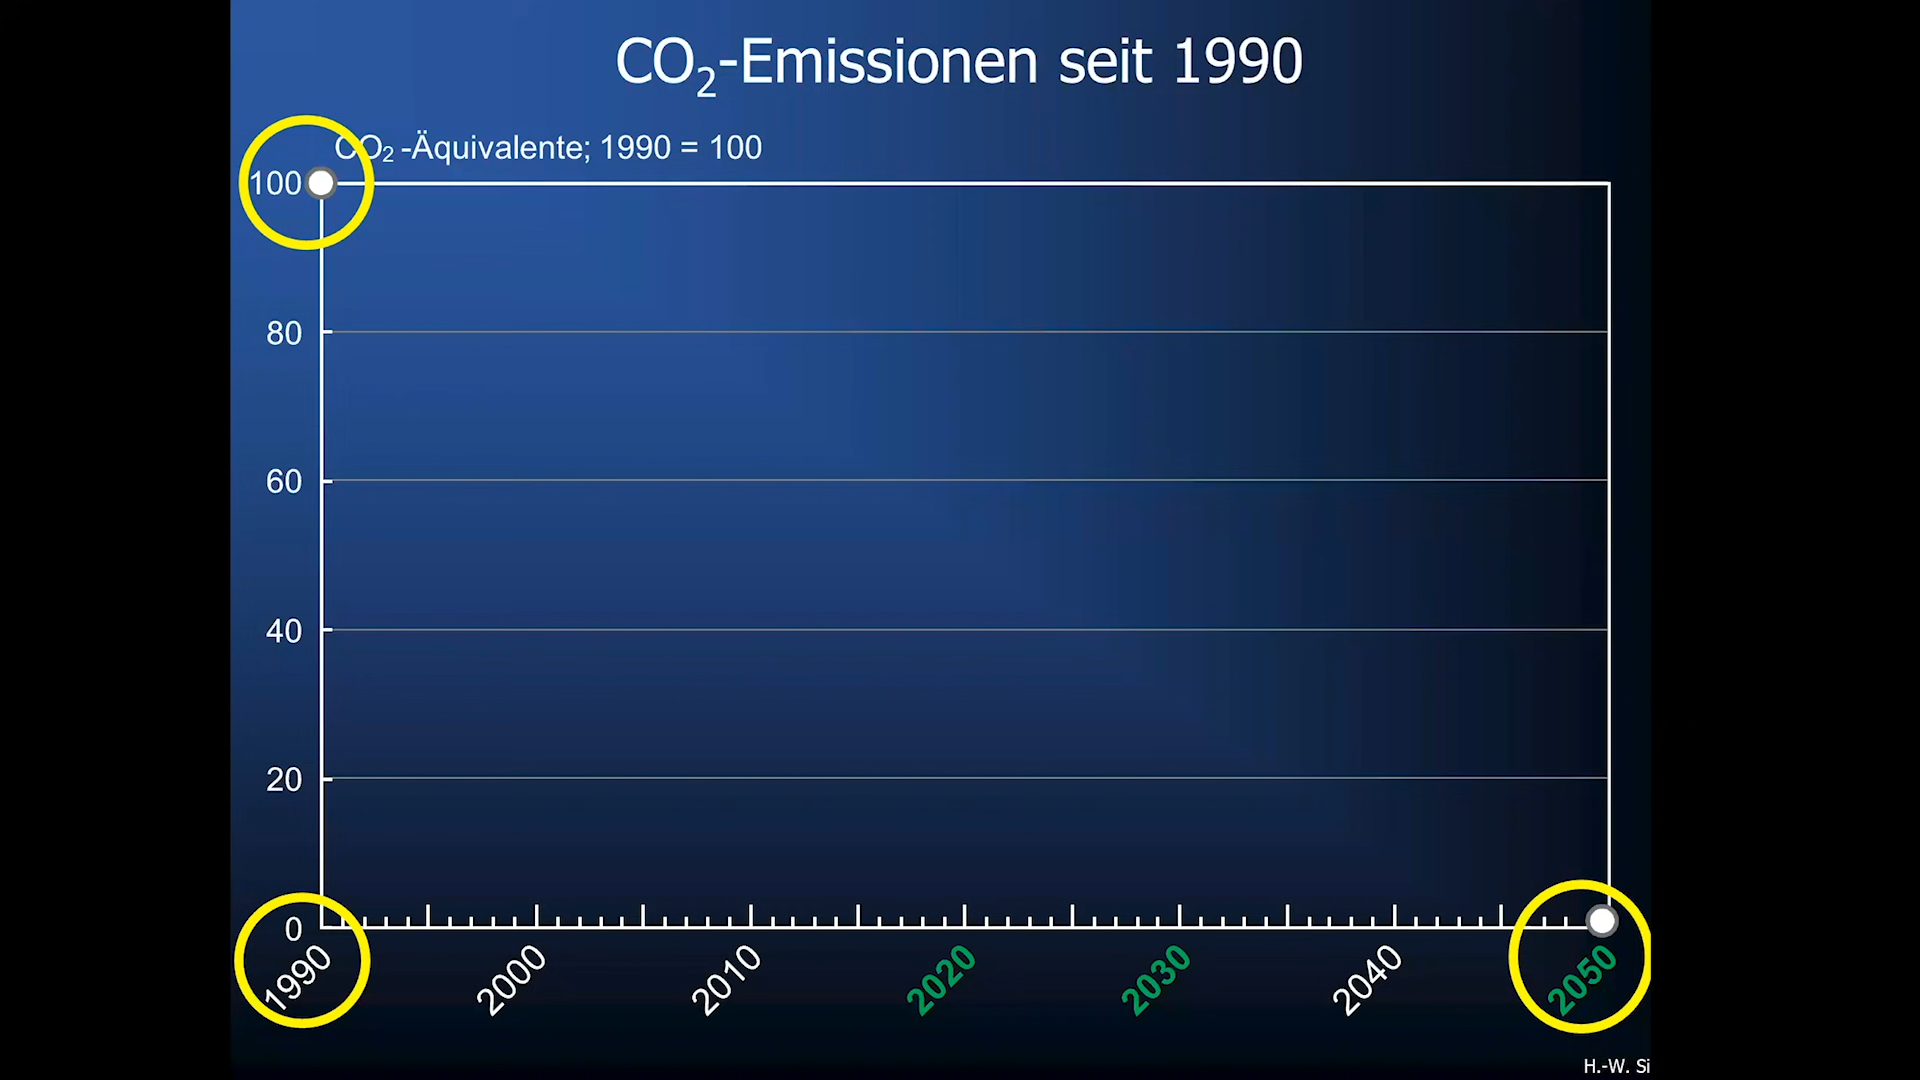 CO₂-Emissionen seit 1990
CO₂ -Äquivalente; 1990 = 100
100
80
60
40
20
0
1990 2000 2010 2020 2030 2040 2050
H.-W. Si